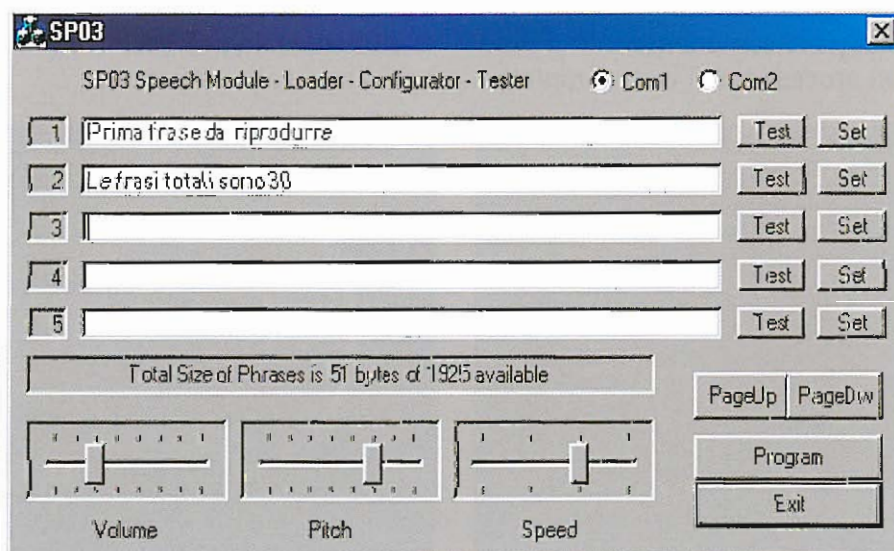 SP03
SP03 Speech Module - Loader - Configurator - Tester
Com1
Com2
1
Prima frase da riprodurre
Test
Set
2
Le frasi totali sono 30
Test
Set
3
Test
Set
4
Test
Set
5
Test
Set
Total Size of Phrases is 51 bytes of 1925 available
PageUp
PageDw
Program
Exit
Volume
Pitch
Speed